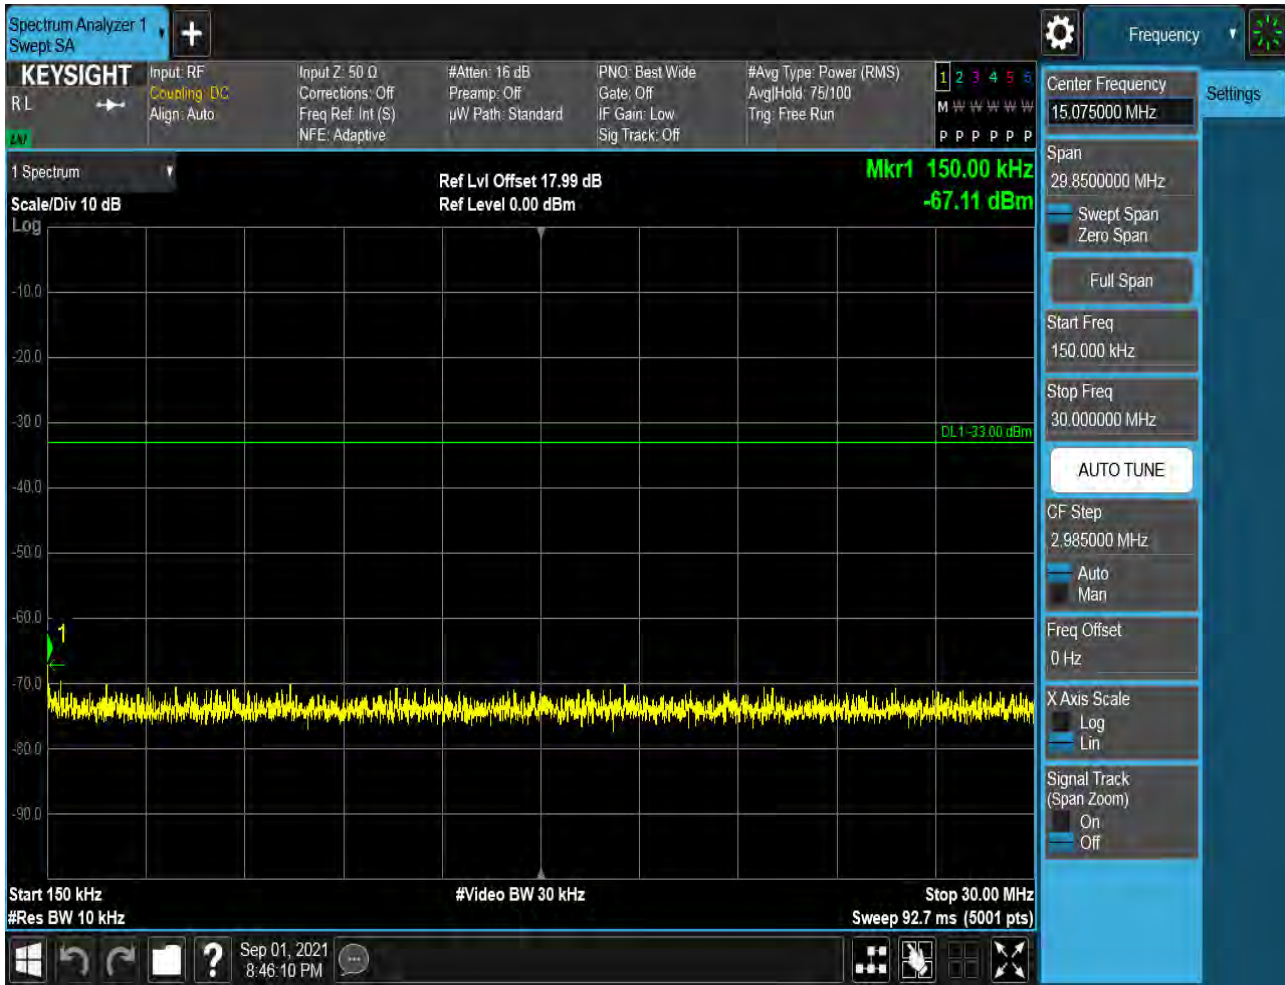 Spectrum Analyzer 1
Swept SA
Frequency
KEYSIGHT
R L
LNI
Input: RF
Coupling: DC
Align: Auto
Input Z: 50 Ω
Corrections: Off
Freq Ref: Int (S)
NFE: Adaptive
#Atten: 16 dB
Preamp: Off
µW Path: Standard
PNO: Best Wide
Gate: Off
IF Gain: Low
Sig Track: Off
#Avg Type: Power (RMS)
Avg|Hold: 75/100
Trig: Free Run
1 2 3 4 5 6
M W W W W W
P P P P P P
1 Spectrum
Scale/Div 10 dB
Log
Ref Lvl Offset 17.99 dB
Ref Level 0.00 dBm
Mkr1 150.00 kHz
-67.11 dBm
-10.0
-20.0
-30.0
DL1 -33.00 dBm
-40.0
-50.0
-60.0
1
-70.0
-80.0
-90.0
Start 150 kHz
#Video BW 30 kHz
Stop 30.00 MHz
#Res BW 10 kHz
Sweep 92.7 ms (5001 pts)
Center Frequency
15.075000 MHz
Settings
Span
29.8500000 MHz
Swept Span
Zero Span
Full Span
Start Freq
150.000 kHz
Stop Freq
30.000000 MHz
AUTO TUNE
CF Step
2.985000 MHz
Auto
Man
Freq Offset
0 Hz
X Axis Scale
Log
Lin
Signal Track
(Span Zoom)
On
Off
?
Sep 01, 2021
8:46:10 PM